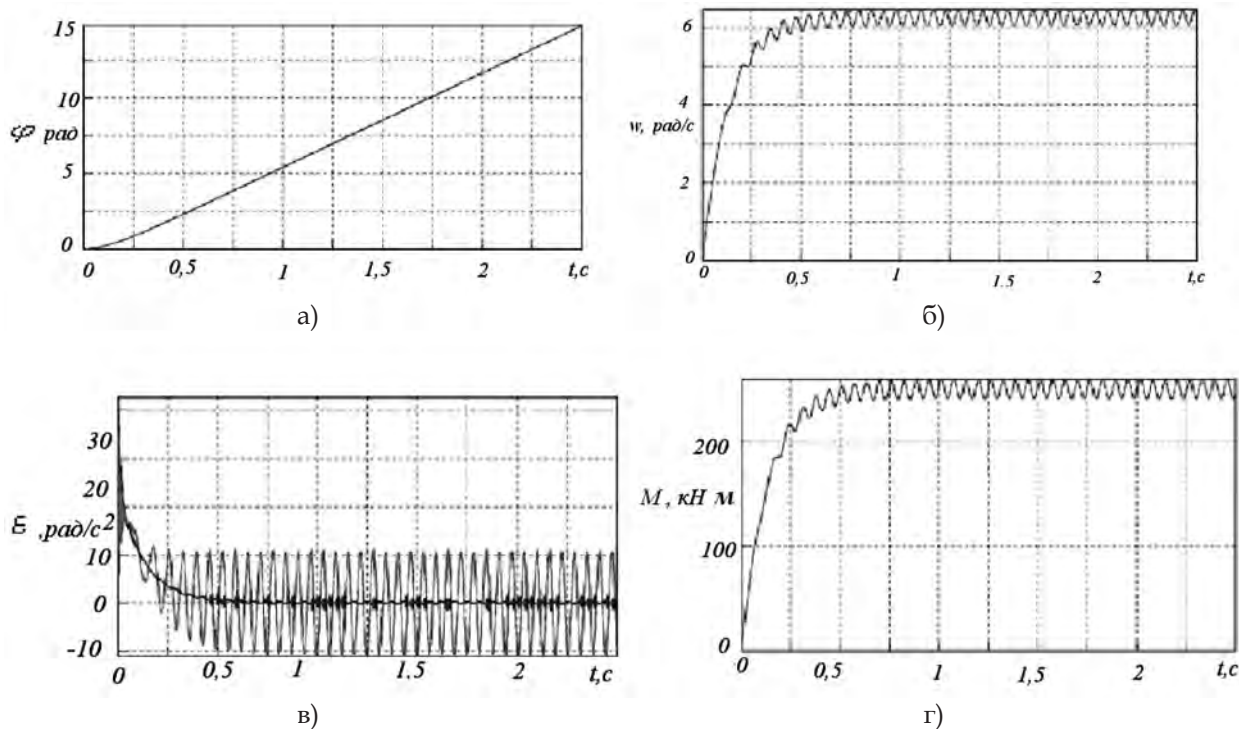 15
10
φ рад
5
0
0 0,5 1 1,5 2 t,c
а)
6
w, рад/с
4
2
0
0 0,5 1 1.5 2 t,c
б)
30
20
ε ,рад/с2
10
0
-10
0 0,5 1 1,5 2 t,c
в)
200
М , кН м
100
0
0 0,5 1 1,5 2 t,c
г)